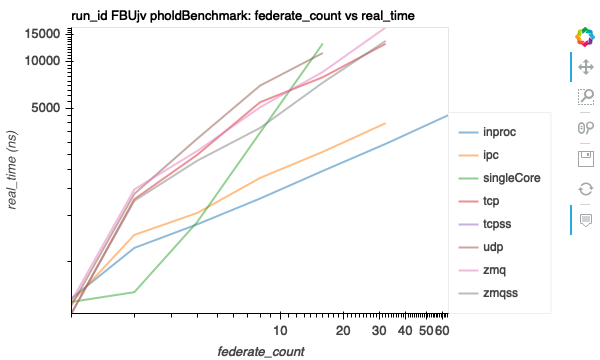 run_id FBUjv pholdBenchmark: federate_count vs real_time
15000
10000
5000
real_time (ns)
inproc
ipc
singleCore
tcp
tcpss
udp
zmq
zmqss
10 20 30 40 50 60
federate_count